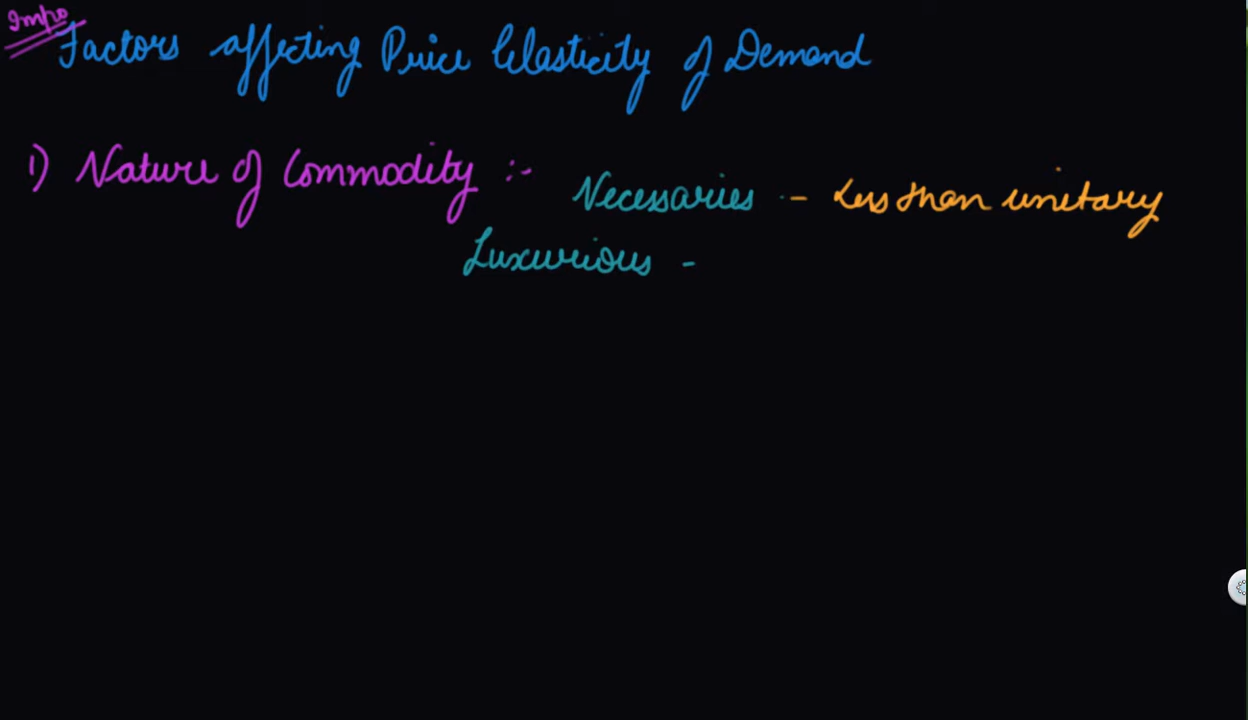 Impo
Factors affecting Price Elasticity of Demand
1) Nature of Commodity :-
Necessaries - Less than unitary
Luxurious -